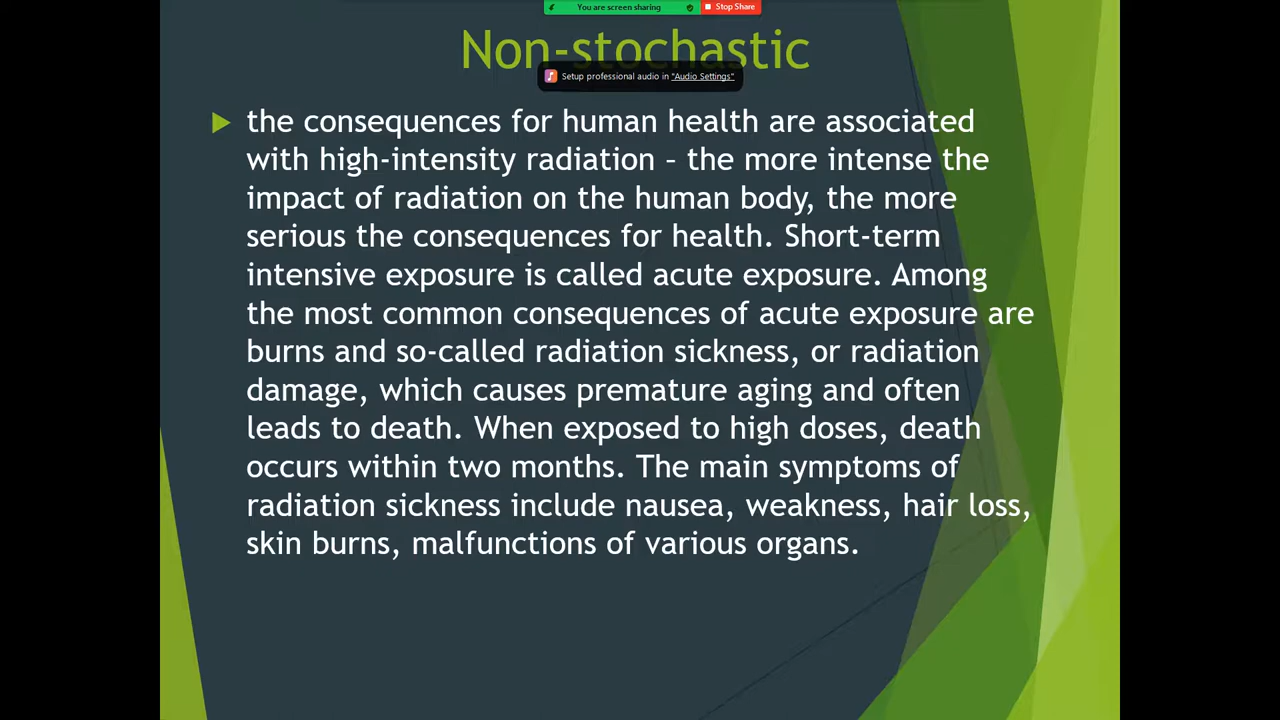 You are screen sharing Stop Share
Non-stochastic
Setup professional audio in "Audio Settings"
the consequences for human health are associated
with high-intensity radiation – the more intense the
impact of radiation on the human body, the more
serious the consequences for health. Short-term
intensive exposure is called acute exposure. Among
the most common consequences of acute exposure are
burns and so-called radiation sickness, or radiation
damage, which causes premature aging and often
leads to death. When exposed to high doses, death
occurs within two months. The main symptoms of
radiation sickness include nausea, weakness, hair loss,
skin burns, malfunctions of various organs.